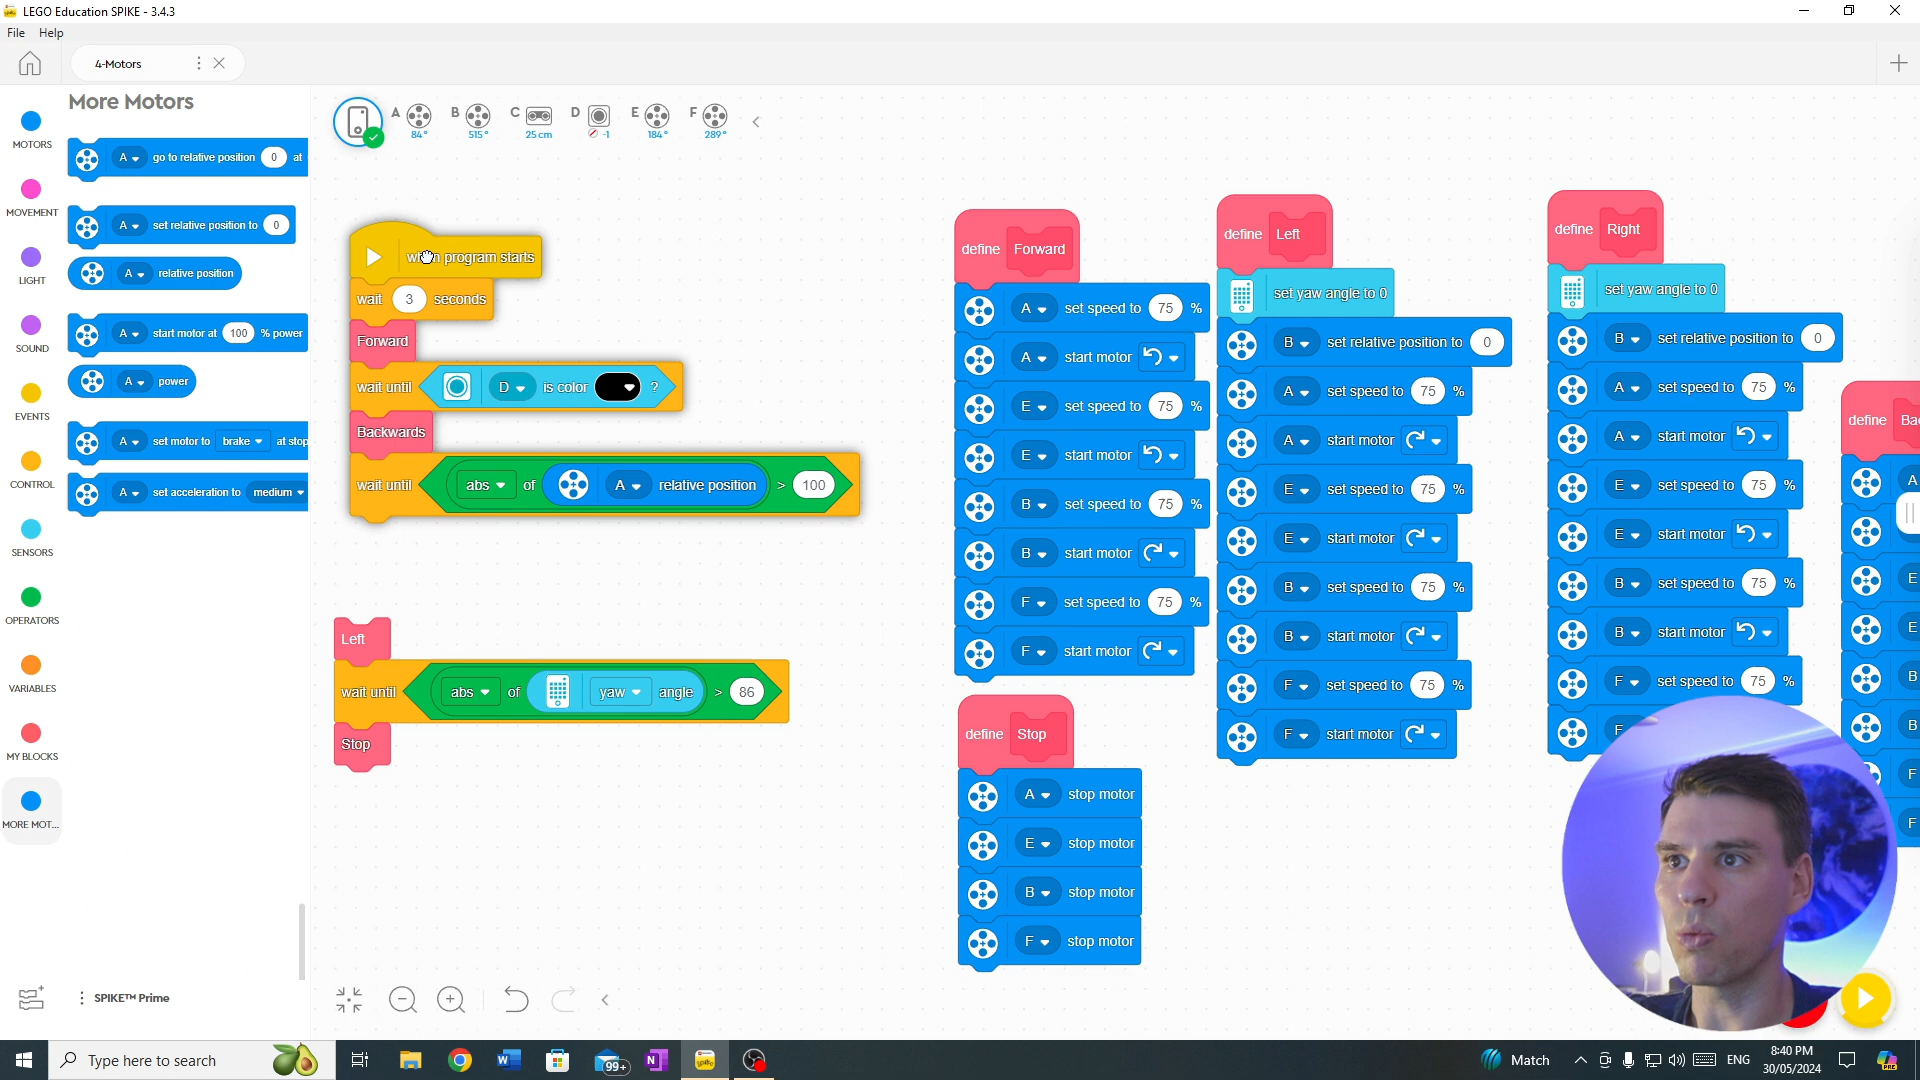 LEGO Education SPIKE - 3.4.3
File Help
4-Motors
More Motors
MOTORS
MOVEMENT
LIGHT
SOUND
EVENTS
CONTROL
SENSORS
OPERATORS
VARIABLES
MY BLOCKS
MORE MOT...
A go to relative position 0 at
A set relative position to 0
A relative position
A start motor at 100 % power
A power
A set motor to brake at stop
A set acceleration to medium
SPIKE™ Prime
A 84°
B 515°
C 25 cm
D -1
E 184°
F 289°
when program starts
wait 3 seconds
Forward
wait until D is color ?
Backwards
wait until abs of A relative position > 100
Left
wait until abs of yaw angle > 86
Stop
define Forward
A set speed to 75 %
A start motor
E set speed to 75 %
E start motor
B set speed to 75 %
B start motor
F set speed to 75 %
F start motor
define Stop
A stop motor
E stop motor
B stop motor
F stop motor
define Left
set yaw angle to 0
B set relative position to 0
A set speed to 75 %
A start motor
E set speed to 75 %
E start motor
B set speed to 75 %
B start motor
F set speed to 75 %
F start motor
define Right
set yaw angle to 0
B set relative position to 0
A set speed to 75 %
A start motor
E set speed to 75 %
E start motor
B set speed to 75 %
B start motor
F set speed to 75 %
F
define
A
E
E
B
B
F
F
Type here to search
99+
Match
ENG
8:40 PM
30/05/2024